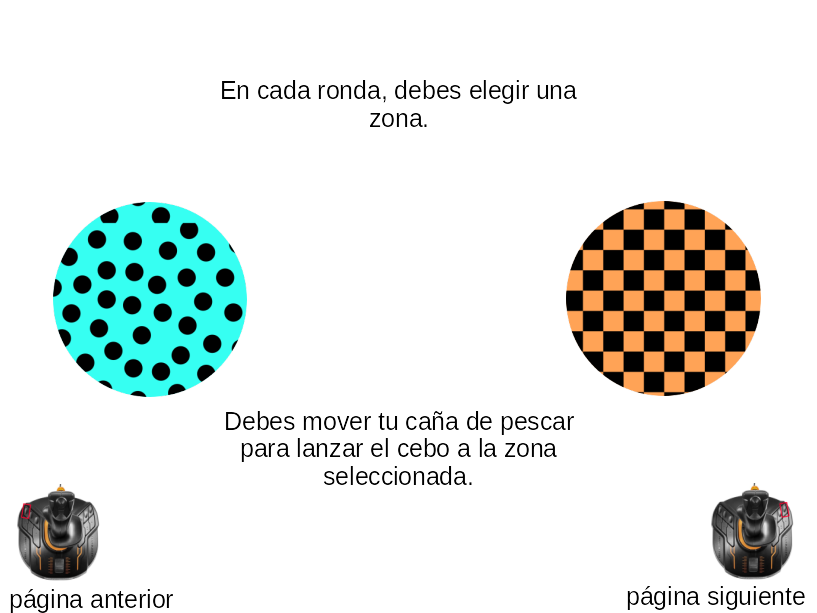 En cada ronda, debes elegir una
zona.
Debes mover tu caña de pescar
para lanzar el cebo a la zona
seleccionada.
página anterior
página siguiente